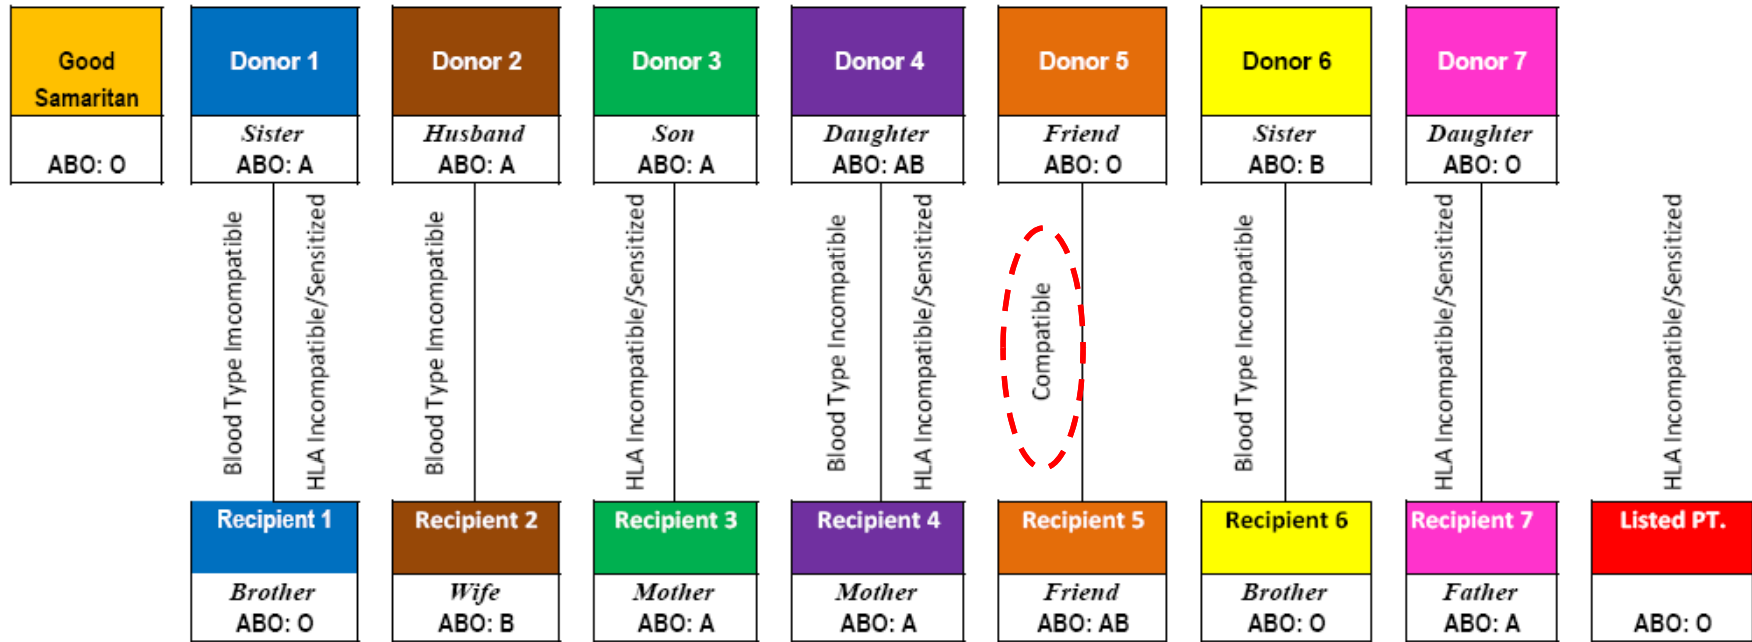 Good
Samaritan
ABO: O
Donor 1
Sister
ABO: A
Donor 2
Husband
ABO: A
Donor 3
Son
ABO: A
Donor 4
Daughter
ABO: AB
Donor 5
Friend
ABO: O
Donor 6
Sister
ABO: B
Donor 7
Daughter
ABO: O
Blood Type Imcompatible
HLA Incompatible/Sensitized
Blood Type Imcompatible
HLA Incompatible/Sensitized
Blood Type Incompatible
HLA Incompatible/Sensitized
Compatible
Blood Type Incompatible
HLA Incompatible/Sensitized
HLA Incompatible/Sensitized
Recipient 1
Brother
ABO: O
Recipient 2
Wife
ABO: B
Recipient 3
Mother
ABO: A
Recipient 4
Mother
ABO: A
Recipient 5
Friend
ABO: AB
Recipient 6
Brother
ABO: O
Recipient 7
Father
ABO: A
Listed PT.
ABO: O